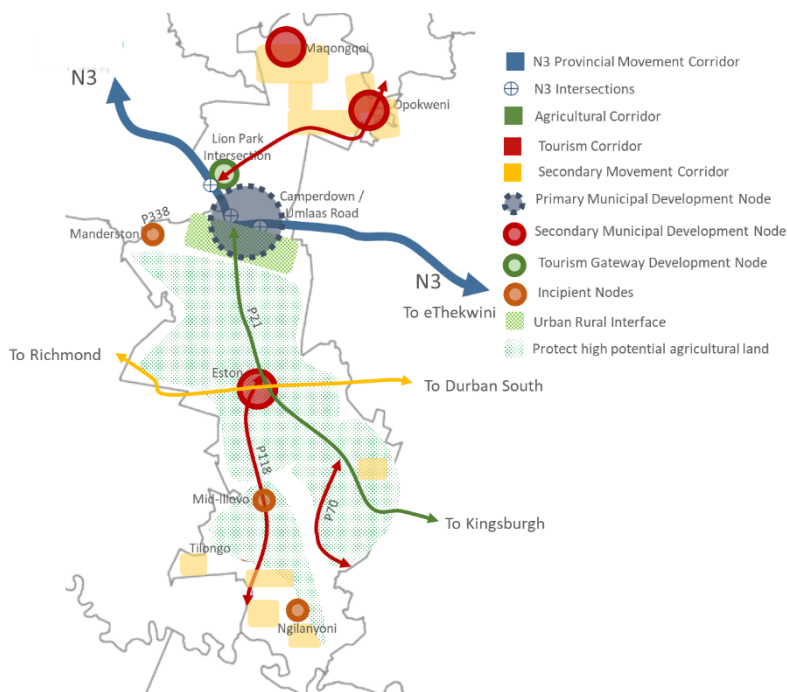 Maqongqoi
N3
Opokweni
Lion Park
Intersection
Camperdown /
Umlaas Road
P338
Manderston
N3
To eThekwini
P21
To Richmond
Eston
To Durban South
P118
Mid-Illovo
P70
To Kingsburgh
Tilongo
Ngilanyoni
N3 Provincial Movement Corridor
N3 Intersections
Agricultural Corridor
Tourism Corridor
Secondary Movement Corridor
Primary Municipal Development Node
Secondary Municipal Development Node
Tourism Gateway Development Node
Incipient Nodes
Urban Rural Interface
Protect high potential agricultural land